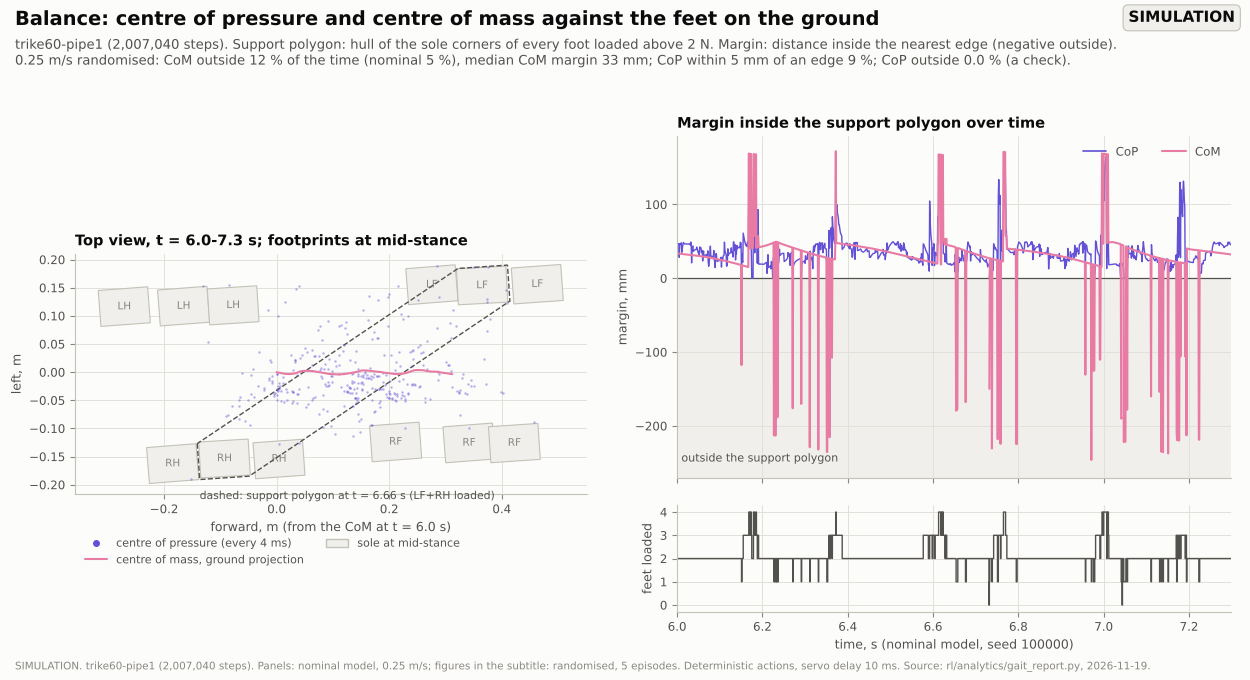 Balance: centre of pressure and centre of mass against the feet on the ground
SIMULATION
trike60-pipe1 (2,007,040 steps). Support polygon: hull of the sole corners of every foot loaded above 2 N. Margin: distance inside the nearest edge (negative outside).
0.25 m/s randomised: CoM outside 12 % of the time (nominal 5 %), median CoM margin 33 mm; CoP within 5 mm of an edge 9 %; CoP outside 0.0 % (a check).
Top view, t = 6.0-7.3 s; footprints at mid-stance
0.20
0.15
0.10
0.05
0.00
−0.05
−0.10
−0.15
−0.20
left, m
LH
LH
LH
LF
LF
LF
RH
RH
RH
RF
RF
RF
dashed: support polygon at t = 6.66 s (LF+RH loaded)
−0.2
0.0
0.2
0.4
forward, m (from the CoM at t = 6.0 s)
centre of pressure (every 4 ms)
sole at mid-stance
centre of mass, ground projection
Margin inside the support polygon over time
CoP
CoM
100
0
−100
−200
margin, mm
outside the support polygon
4
3
2
1
0
feet loaded
6.0
6.2
6.4
6.6
6.8
7.0
7.2
time, s (nominal model, seed 100000)
SIMULATION. trike60-pipe1 (2,007,040 steps). Panels: nominal model, 0.25 m/s; figures in the subtitle: randomised, 5 episodes. Deterministic actions, servo delay 10 ms. Source: rl/analytics/gait_report.py, 2026-11-19.